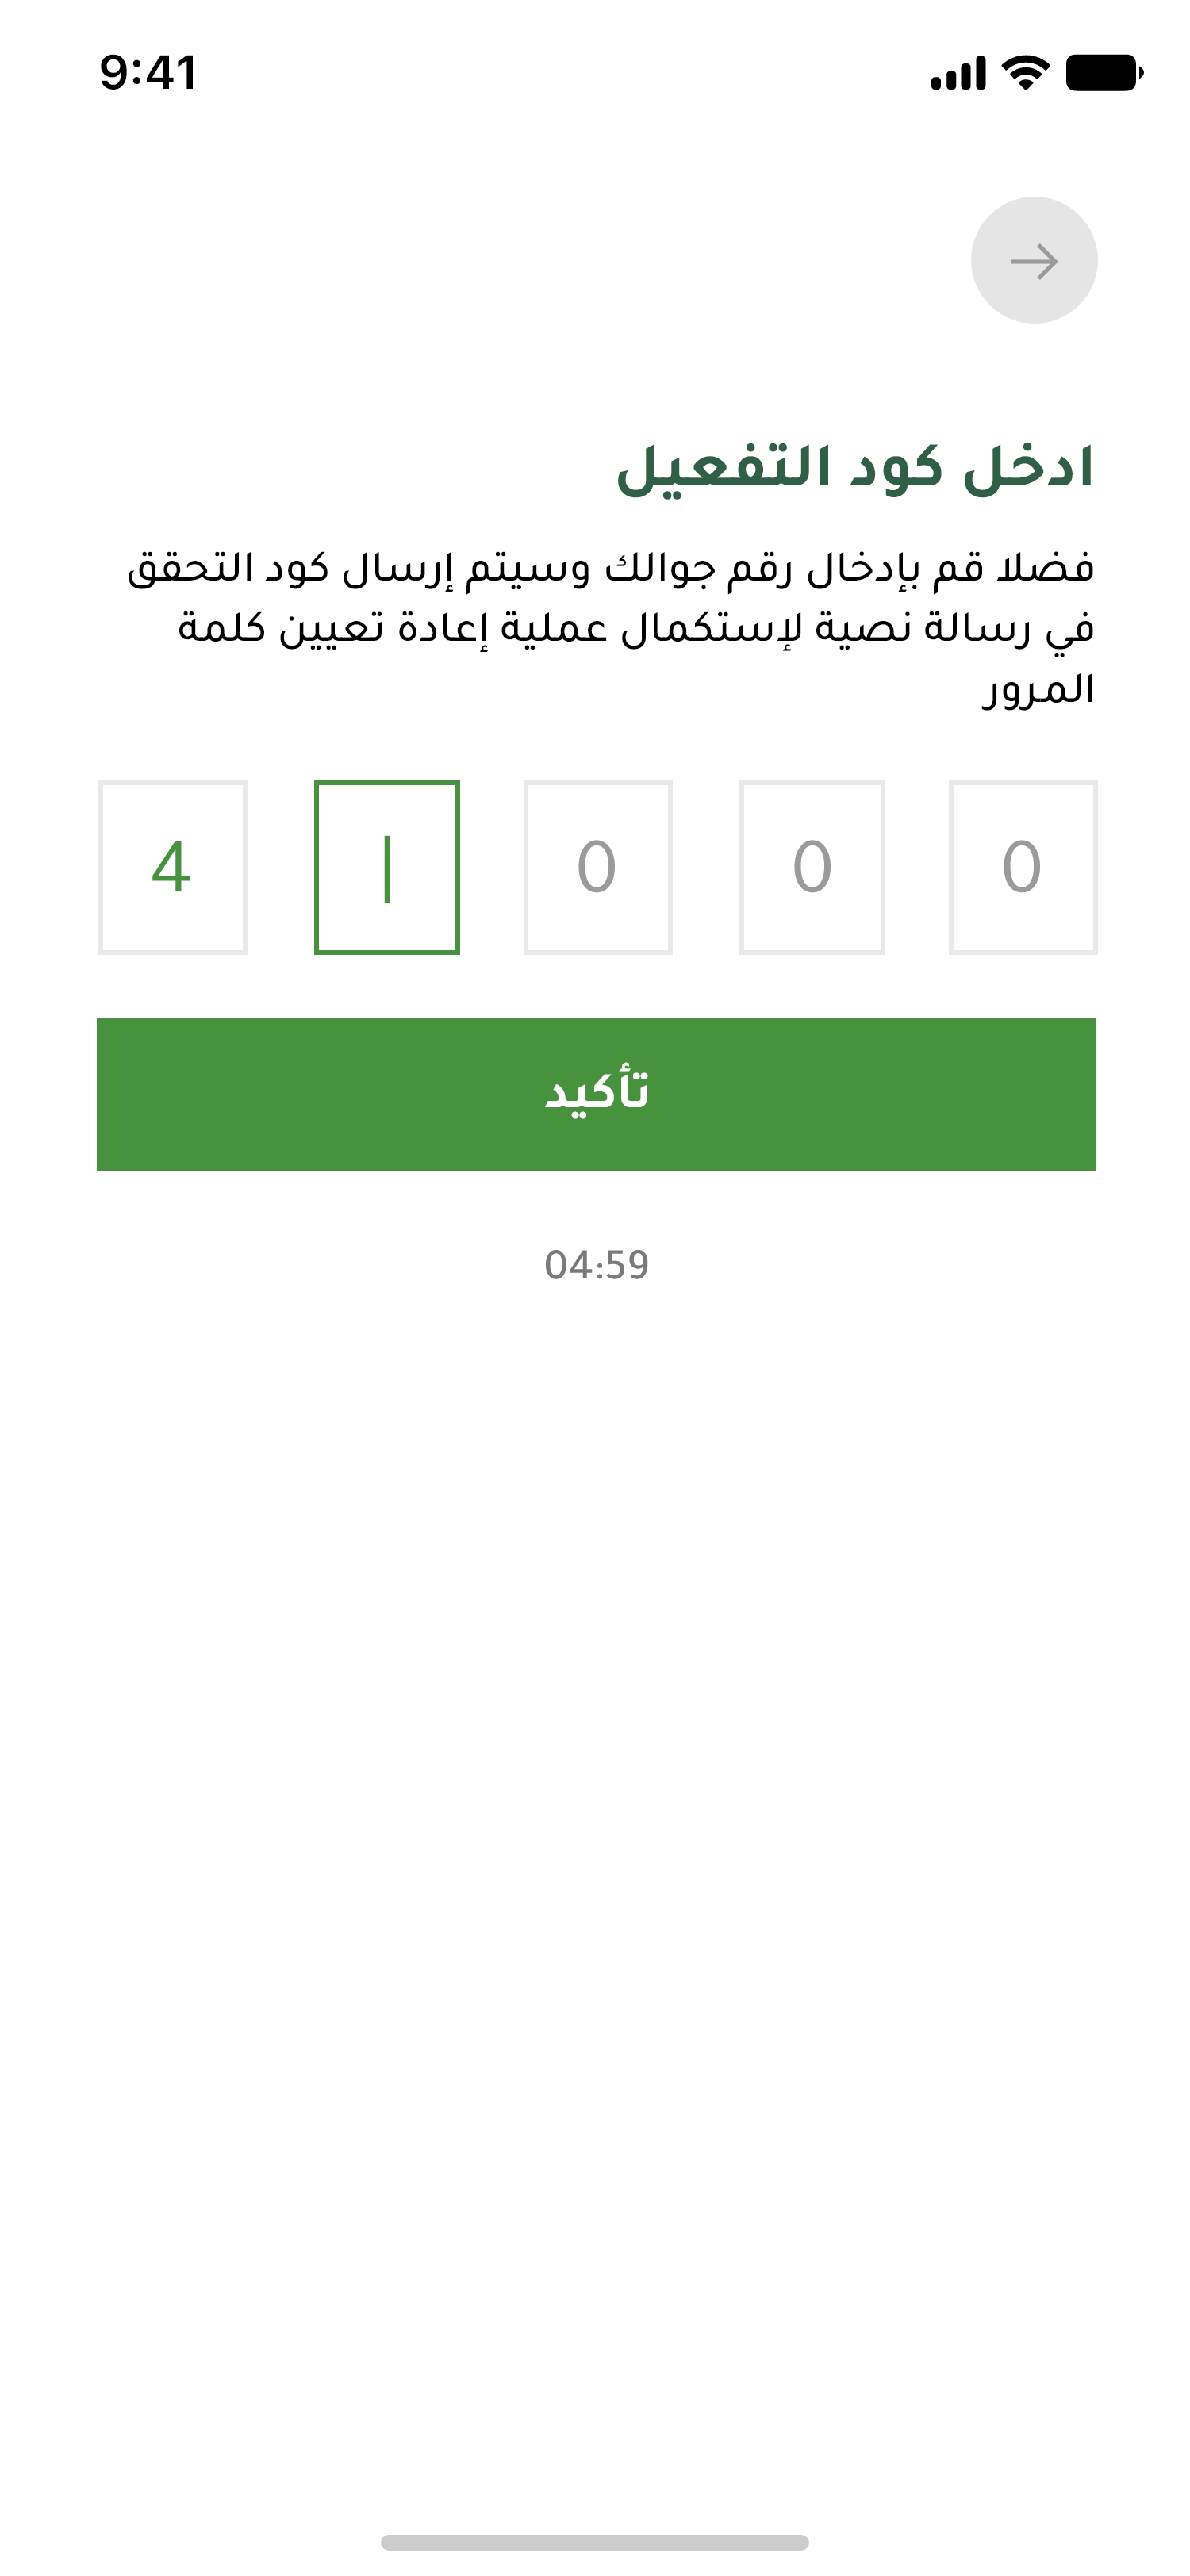 9:41
ادخل كود التفعيل
فضلا قم بإدخال رقم جوالك وسيتم إرسال كود التحقق
في رسالة نصية لإستكمال عملية إعادة تعيين كلمة
المرور
4 0 0 0
تأكيد
04:59